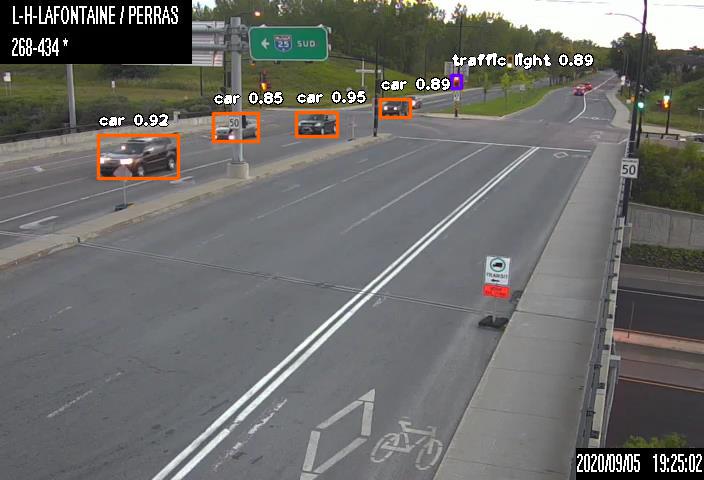 L-H-LAFONTAINE / PERRAS
268-434 *
25 SUD
traffic light 0.89
car 0.92
car 0.85
car 0.95
car 0.89
50
50
TRANSIT
2020/09/05 19:25:02